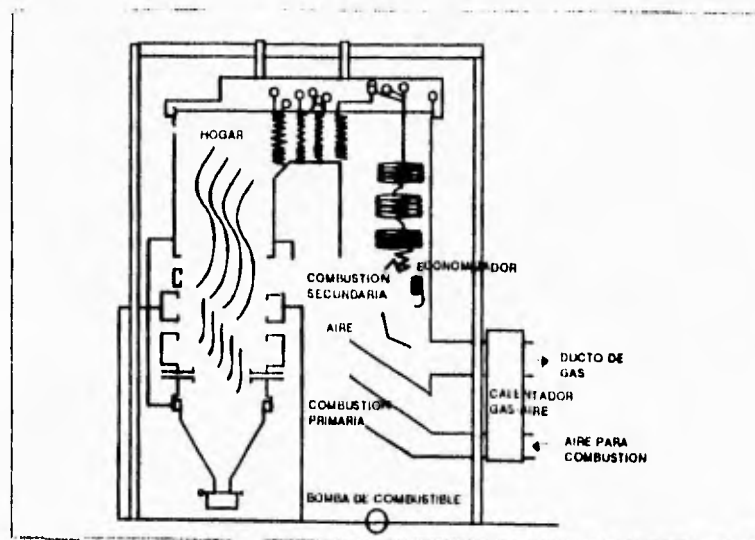 HOGAR
ECONOMIZADOR
COMBUSTION
SECUNDARIA
AIRE
DUCTO DE
GAS
CALENTADOR
GAS AIRE
COMBUSTION
PRIMARIA
AIRE PARA
COMBUSTION
BOMBA DE COMBUSTIBLE